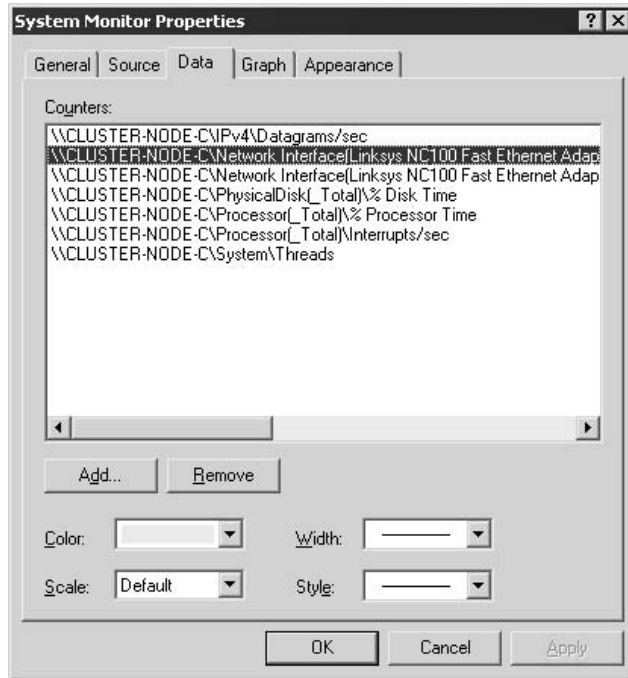 System Monitor Properties
General Source Data Graph Appearance
Counters:
\\CLUSTER-NODE-C\IPv4\Datagrams/sec
\\CLUSTER-NODE-C\Network Interface(Linksys NC100 Fast Ethernet Adap
\\CLUSTER-NODE-C\Network Interface(Linksys NC100 Fast Ethernet Adap
\\CLUSTER-NODE-C\PhysicalDisk(_Total)\% Disk Time
\\CLUSTER-NODE-C\Processor(_Total)\% Processor Time
\\CLUSTER-NODE-C\Processor(_Total)\Interrupts/sec
\\CLUSTER-NODE-C\System\Threads
Add... Remove
Color: Width:
Scale: Default Style:
OK Cancel Apply